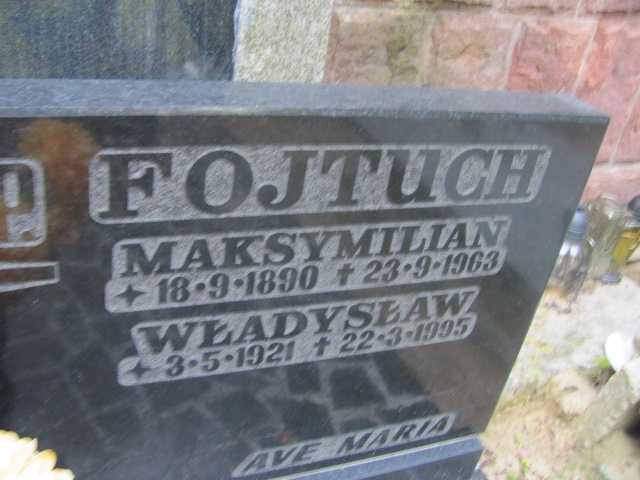 P.
FOJTUCH
MAKSYMILIAN
18·9·1890 ✝ 23·9·1963
WŁADYSŁAW
3·5·1921 ✝ 22·3·1995
AVE MARIA